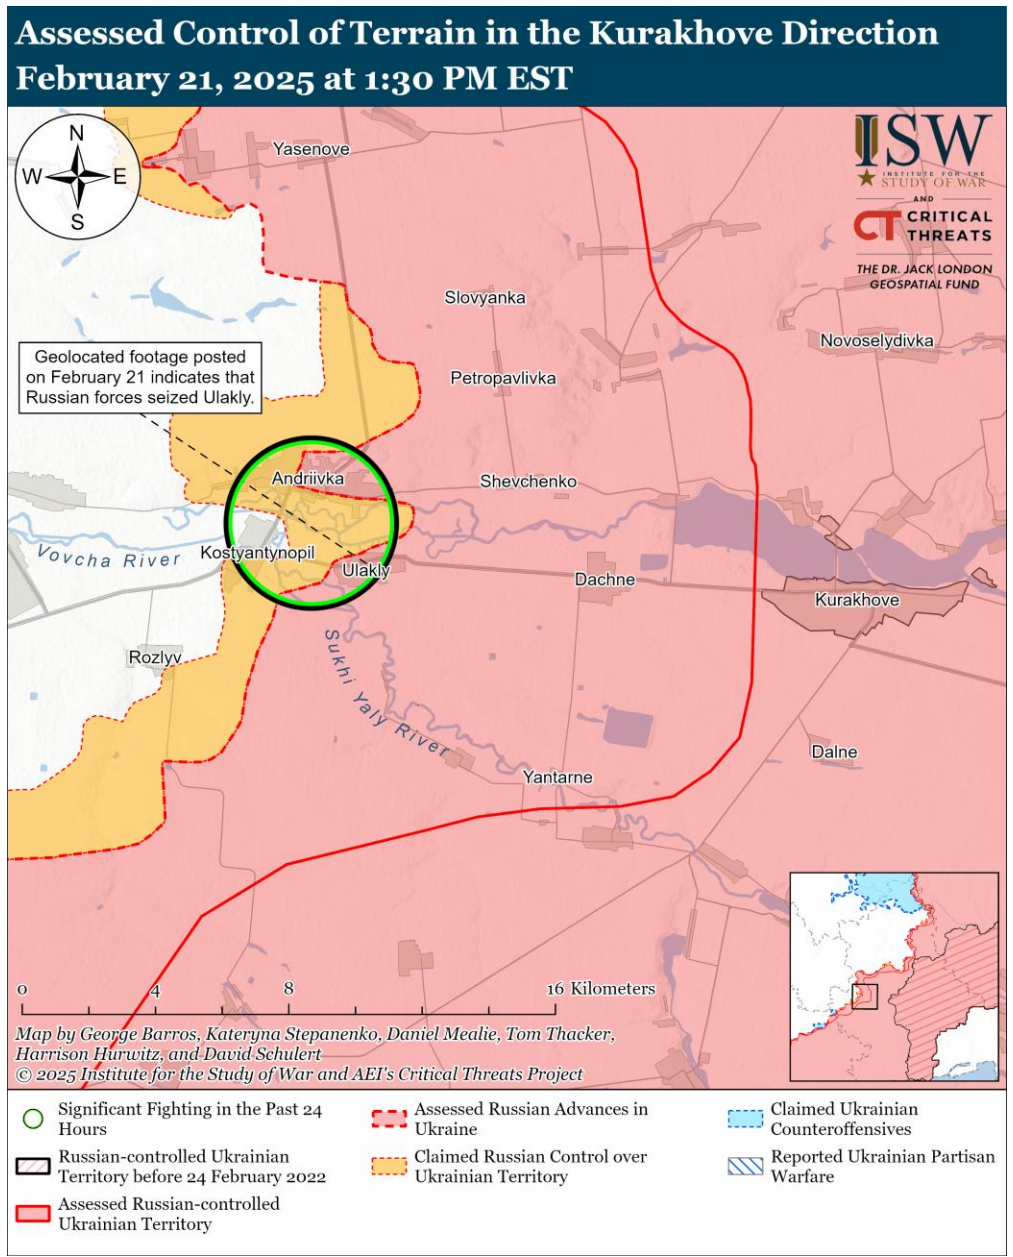 Assessed Control of Terrain in the Kurakhove Direction
February 21, 2025 at 1:30 PM EST
N
W
E
S
Yasenove
ISW
INSTITUTE FOR THE
STUDY OF WAR
AND
CT CRITICAL
THREATS
THE DR. JACK LONDON
GEOSPATIAL FUND
Slovyanka
Novoselydivka
Geolocated footage posted
on February 21 indicates that
Russian forces seized Ulakly.
Petropavlivka
Andriivka
Shevchenko
Vovcha River
Kostyantynopil
Ulakly
Dachne
Kurakhove
Rozlyv
Sukhi Yaly River
Dalne
Yantarne
0 4 8 16 Kilometers
Map by George Barros, Kateryna Stepanenko, Daniel Mealie, Tom Thacker,
Harrison Hurwitz, and David Schulert
© 2025 Institute for the Study of War and AEI's Critical Threats Project
Significant Fighting in the Past 24
Hours
Russian-controlled Ukrainian
Territory before 24 February 2022
Assessed Russian-controlled
Ukrainian Territory
Assessed Russian Advances in
Ukraine
Claimed Russian Control over
Ukrainian Territory
Claimed Ukrainian
Counteroffensives
Reported Ukrainian Partisan
Warfare